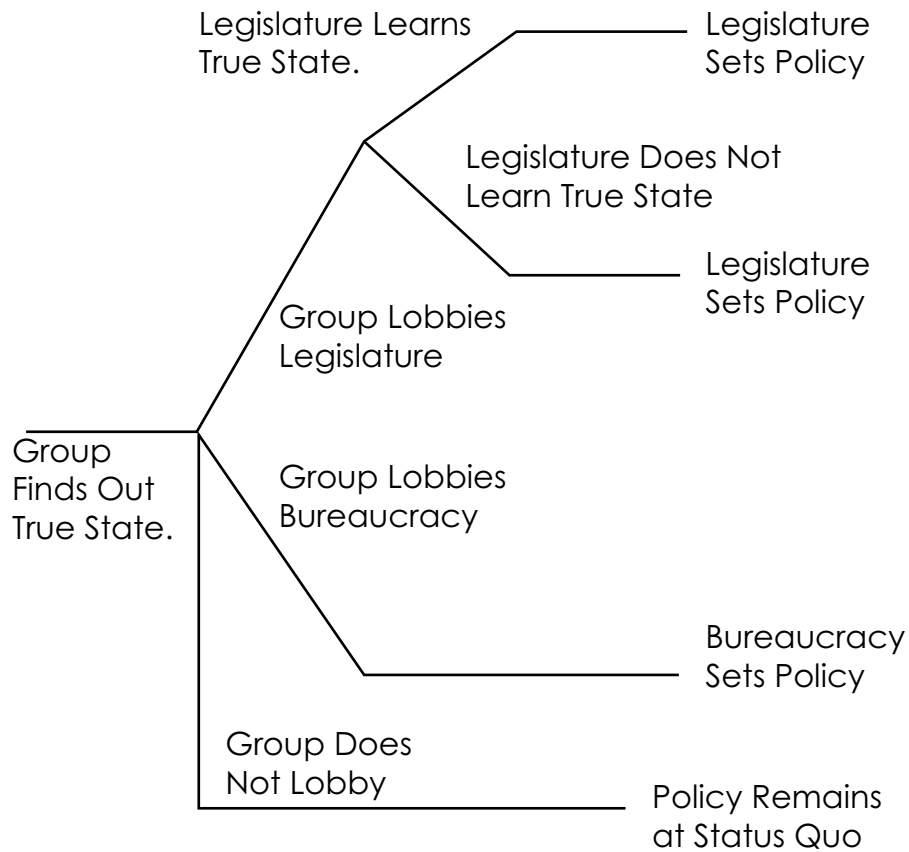 Legislature Learns
True State.
Legislature
Sets Policy
Legislature Does Not
Learn True State
Legislature
Sets Policy
Group Lobbies
Legislature
Group
Finds Out
True State.
Group Lobbies
Bureaucracy
Bureaucracy
Sets Policy
Group Does
Not Lobby
Policy Remains
at Status Quo